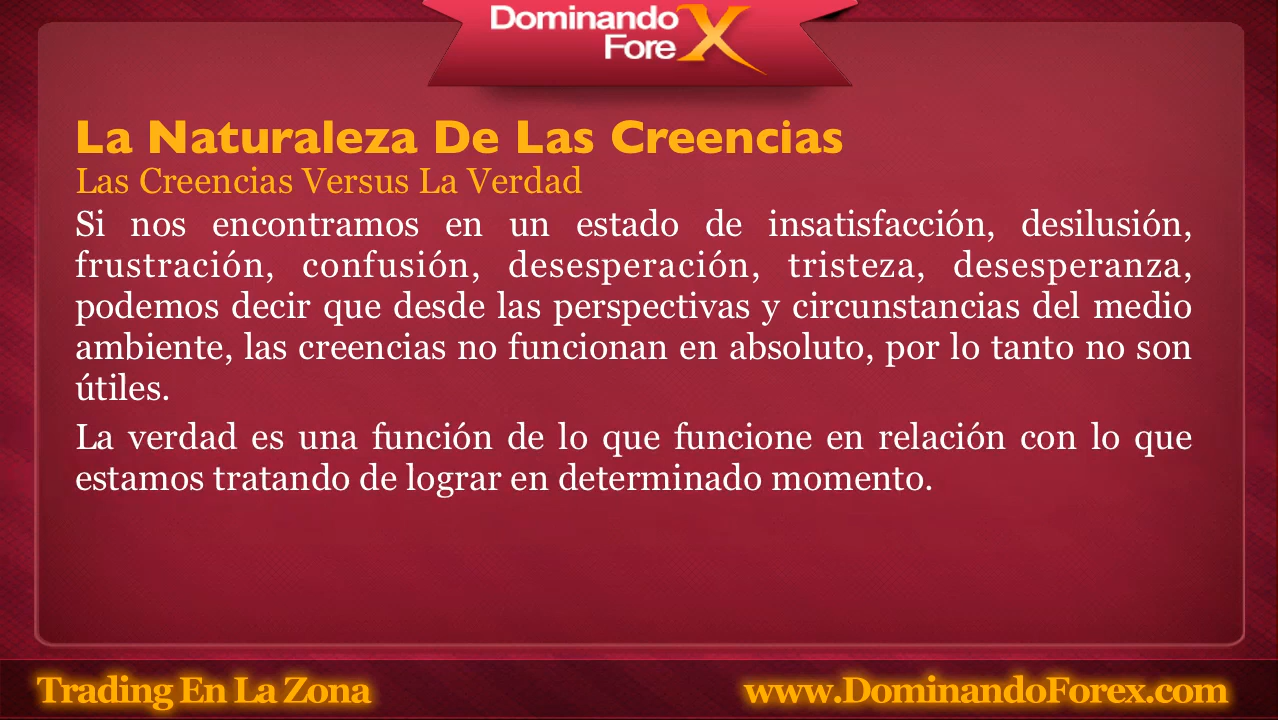 Dominando
ForeX
La Naturaleza De Las Creencias
Las Creencias Versus La Verdad
Si nos encontramos en un estado de insatisfacción, desilusión,
frustración, confusión, desesperación, tristeza, desesperanza,
podemos decir que desde las perspectivas y circunstancias del medio
ambiente, las creencias no funcionan en absoluto, por lo tanto no son
útiles.
La verdad es una función de lo que funcione en relación con lo que
estamos tratando de lograr en determinado momento.
Trading En La Zona
www.DominandoForex.com